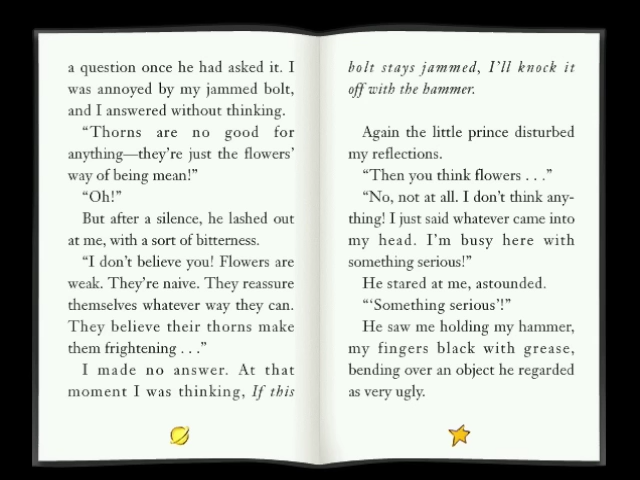 a question once he had asked it. I
was annoyed by my jammed bolt,
and I answered without thinking.
“Thorns are no good for
anything—they’re just the flowers’
way of being mean!”
“Oh!”
But after a silence, he lashed out
at me, with a sort of bitterness.
“I don’t believe you! Flowers are
weak. They’re naive. They reassure
themselves whatever way they can.
They believe their thorns make
them frightening . . .”
I made no answer. At that
moment I was thinking, If this
bolt stays jammed, I’ll knock it
off with the hammer.
Again the little prince disturbed
my reflections.
“Then you think flowers . . .”
“No, not at all. I don’t think any-
thing! I just said whatever came into
my head. I’m busy here with
something serious!”
He stared at me, astounded.
“‘Something serious’!”
He saw me holding my hammer,
my fingers black with grease,
bending over an object he regarded
as very ugly.